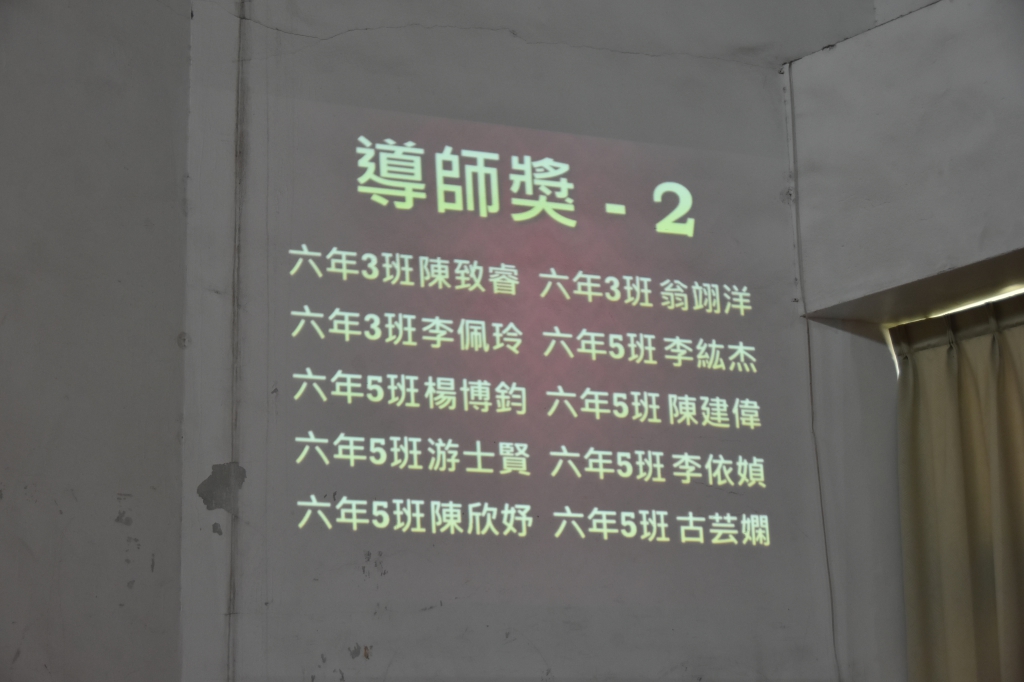 導師獎 - 2
六年3班陳致睿 六年3班翁翊洋
六年3班李佩玲 六年5班李紘杰
六年5班楊博鈞 六年5班陳建偉
六年5班游士賢 六年5班李依媜
六年5班陳欣妤 六年5班古芸嫻